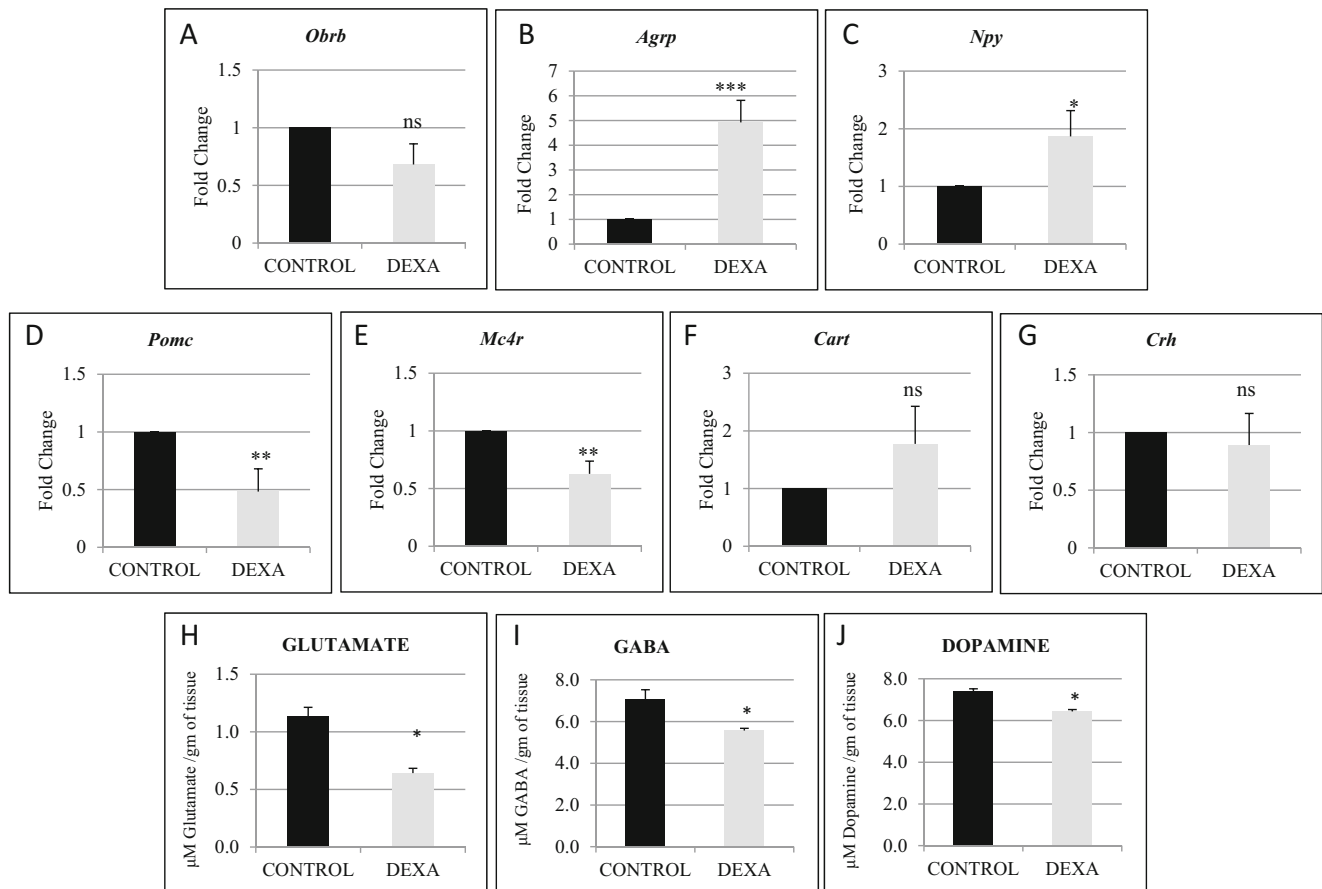 A
Obrb
Fold Change
1.5
1
0.5
0
ns
CONTROL DEXA
B
Agrp
Fold Change
7
6
5
4
3
2
1
0
***
CONTROL DEXA
C
Npy
Fold Change
3
2
1
0
*
CONTROL DEXA
D
Pomc
Fold Change
1.5
1
0.5
0
**
CONTROL DEXA
E
Mc4r
Fold Change
1.5
1
0.5
0
**
CONTROL DEXA
F
Cart
Fold Change
3
2
1
0
ns
CONTROL DEXA
G
Crh
Fold Change
1.5
1
0.5
0
ns
CONTROL DEXA
H
GLUTAMATE
µM Glutamate /gm of tissue
1.5
1.0
0.5
0.0
*
CONTROL DEXA
I
GABA
µM GABA /gm of tissue
8.0
6.0
4.0
2.0
0.0
*
CONTROL DEXA
J
DOPAMINE
µM Dopamine /gm of tissue
8.0
6.0
4.0
2.0
0.0
*
CONTROL DEXA